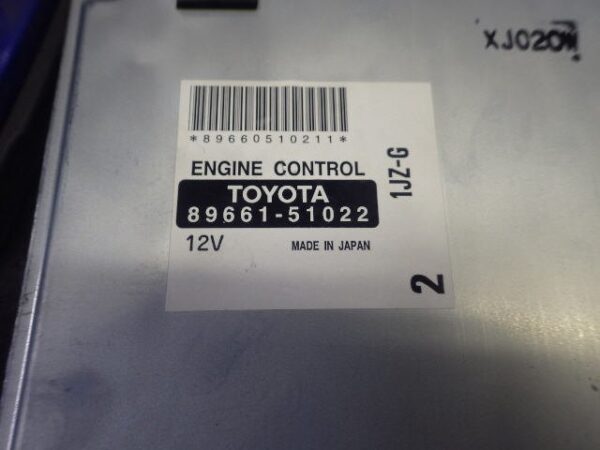 XJ020W
*89660510211*
ENGINE CONTROL
TOYOTA
89661-51022
12V
MADE IN JAPAN
1JZ-G
2